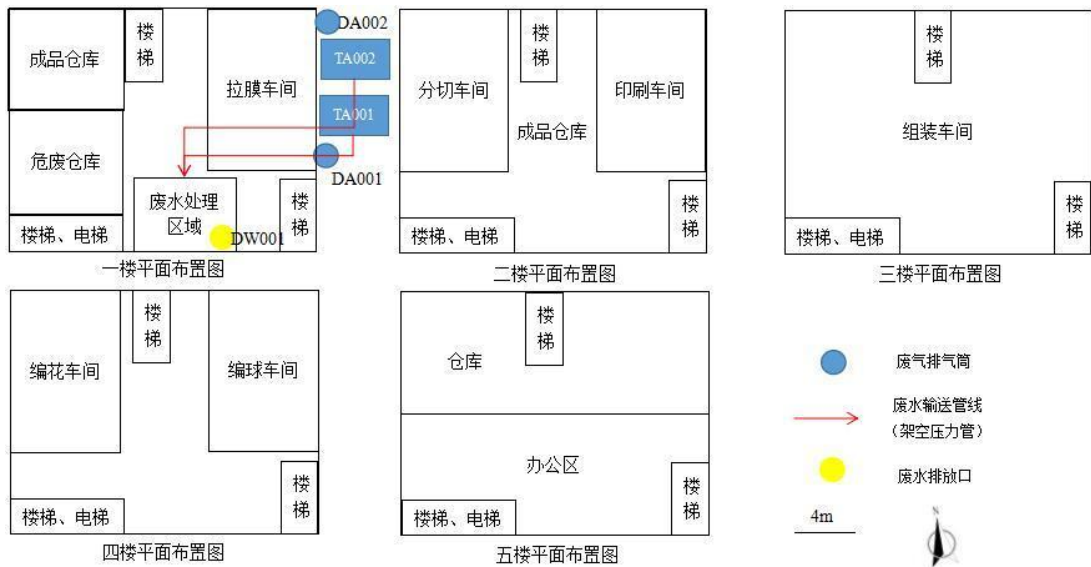 成品仓库
楼梯
拉膜车间
DA002
TA002
TA001
DA001
危废仓库
废水处理
区域
DW001
楼梯、电梯
楼梯
一楼平面布置图
分切车间
楼梯
成品仓库
印刷车间
楼梯、电梯
楼梯
二楼平面布置图
楼梯
组装车间
楼梯、电梯
楼梯
三楼平面布置图
编花车间
楼梯
编球车间
楼梯、电梯
楼梯
四楼平面布置图
仓库
楼梯
办公区
楼梯、电梯
楼梯
五楼平面布置图
废气排气筒
废水输送管线
（架空压力管）
废水排放口
4m
N